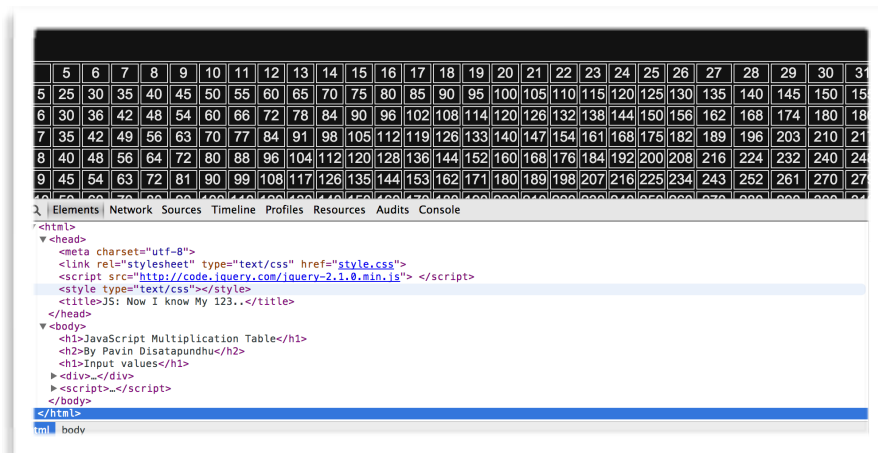 5 6 7 8 9 10 11 12 13 14 15 16 17 18 19 20 21 22 23 24 25 26 27 28 29 30 31
5 25 30 35 40 45 50 55 60 65 70 75 80 85 90 95 100 105 110 115 120 125 130 135 140 145 150
6 30 36 42 48 54 60 66 72 78 84 90 96 102 108 114 120 126 132 138 144 150 156 162 168 174 180
7 35 42 49 56 63 70 77 84 91 98 105 112 119 126 133 140 147 154 161 168 175 182 189 196 203 210
8 40 48 56 64 72 80 88 96 104 112 120 128 136 144 152 160 168 176 184 192 200 208 216 224 232 240
9 45 54 63 72 81 90 99 108 117 126 135 144 153 162 171 180 189 198 207 216 225 234 243 252 261 270
Elements Network Sources Timeline Profiles Resources Audits Console
<html>
▼<head>
<meta charset="utf-8">
<link rel="stylesheet" type="text/css" href="style.css">
<script src="http://code.jquery.com/jquery-2.1.0.min.js"> </script>
<style type="text/css"></style>
<title>JS: Now I know My 123..</title>
</head>
▼<body>
<h1>JavaScript Multiplication Table</h1>
<h2>By Pavin Disatapundhu</h2>
<h1>Input values</h1>
▶<div>…</div>
▶<script>…</script>
</body>
</html>
html body